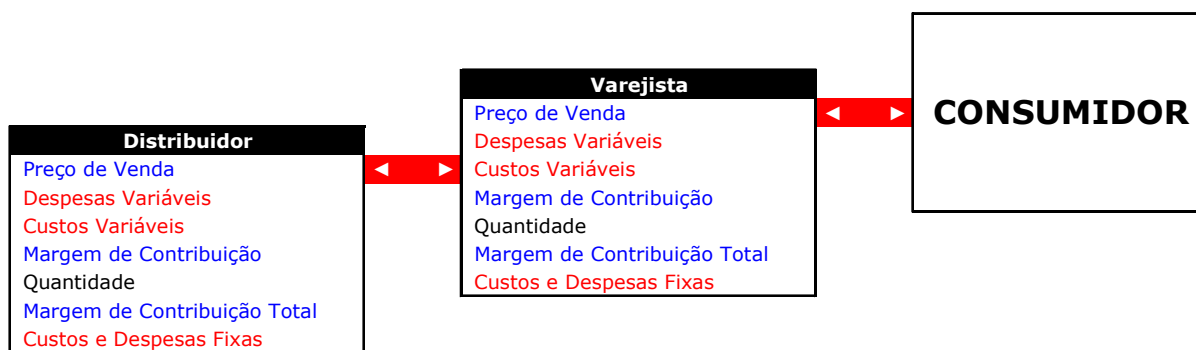 Distribuidor
Preço de Venda
Despesas Variáveis
Custos Variáveis
Margem de Contribuição
Quantidade
Margem de Contribuição Total
Custos e Despesas Fixas
Varejista
Preço de Venda
Despesas Variáveis
Custos Variáveis
Margem de Contribuição
Quantidade
Margem de Contribuição Total
Custos e Despesas Fixas
CONSUMIDOR